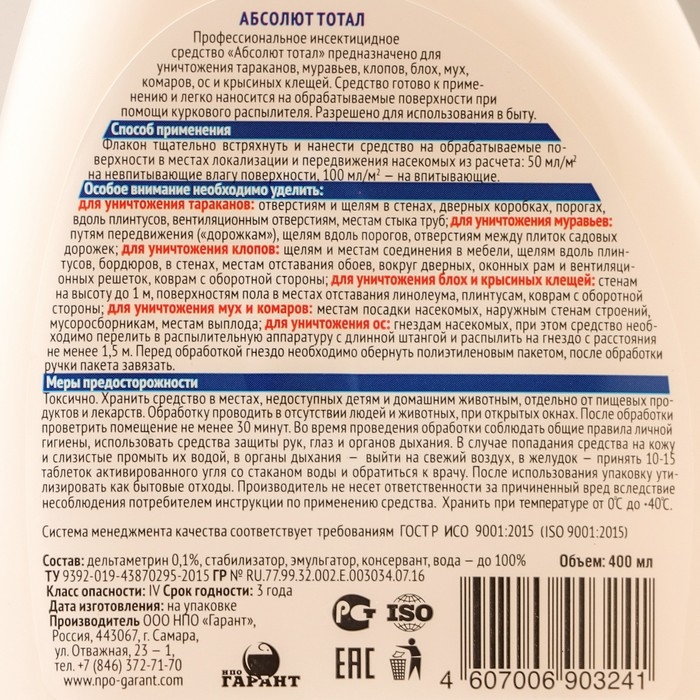 АБСОЛЮТ ТОТАЛ
Профессиональное инсектицидное
средство «Абсолют тотал» предназначено для
уничтожения тараканов, муравьев, клопов, блох, мух,
комаров, ос и крысиных клещей. Средство готово к приме-
нению и легко наносится на обрабатываемые поверхности при
помощи куркового распылителя. Разрешено для использования в быту.
Способ применения
Флакон тщательно встряхнуть и нанести средство на обрабатываемые по-
верхности в местах локализации и передвижения насекомых из расчета: 50 мл/м²
на невпитывающие влагу поверхности, 100 мл/м² — на впитывающие.
Особое внимание необходимо уделить:
для уничтожения тараканов: отверстиям и щелям в стенах, дверных коробках, порогах,
вдоль плинтусов, вентиляционным отверстиям, местам стыка труб; для уничтожения муравьев:
путям передвижения («дорожкам»), щелям вдоль порогов, отверстиям между плиток садовых
дорожек; для уничтожения клопов: щелям и местам соединения в мебели, щелям вдоль плин-
тусов, бордюров, в стенах, местам отставания обоев, вокруг дверных, оконных рам и вентиляци-
онных решеток, коврам с оборотной стороны; для уничтожения блох и крысиных клещей: стенам
на высоту до 1 м, поверхностям пола в местах отставания линолеума, плинтусам, коврам с оборотной
стороны; для уничтожения мух и комаров: местам посадки насекомых, наружным стенам строений,
мусоросборникам, местам выплода; для уничтожения ос: гнездам насекомых, при этом средство необ-
ходимо перелить в распылительную аппаратуру с длинной штангой и распылить на гнездо с расстояния
не менее 1,5 м. Перед обработкой гнездо необходимо обернуть полиэтиленовым пакетом, после обработки
ручки пакета завязать.
Меры предосторожности
Токсично. Хранить средство в местах, недоступных детям и домашним животным, отдельно от пищевых про-
дуктов и лекарств. Обработку проводить в отсутствии людей и животных, при открытых окнах. После обработки
проветрить помещение не менее 30 минут. Во время проведения обработки соблюдать общие правила личной
гигиены, использовать средства защиты рук, глаз и органов дыхания. В случае попадания средства на кожу
и слизистые промыть их водой, в органы дыхания — выйти на свежий воздух, в желудок — принять 10-15
таблеток активированного угля со стаканом воды и обратиться к врачу. После использования упаковку ути-
лизировать как бытовые отходы. Производитель не несет ответственности за причиненный вред вследствие
несоблюдения потребителем инструкции по применению средства. Хранить при температуре от 0℃ до +40℃.
Система менеджмента качества соответствует требованиям ГОСТ Р ИСО 9001:2015 (ISO 9001:2015)
Состав: дельтаметрин 0,1%, стабилизатор, эмульгатор, консервант, вода — до 100% Объем: 400 мл
ТУ 9392-019-43870295-2015 ГР № RU.77.99.32.002.E.003034.07.16
Класс опасности: IV Срок годности: 3 года
Дата изготовления: на упаковке
Производитель ООО НПО «Гарант»,
Россия, 443067, г. Самара,
ул. Отважная, 23 – 1,
тел. +7 (846) 372-71-70
www.npo-garant.com
НПО
ГАРАНТ
РСТ ISO
EAC
4 607006 903241